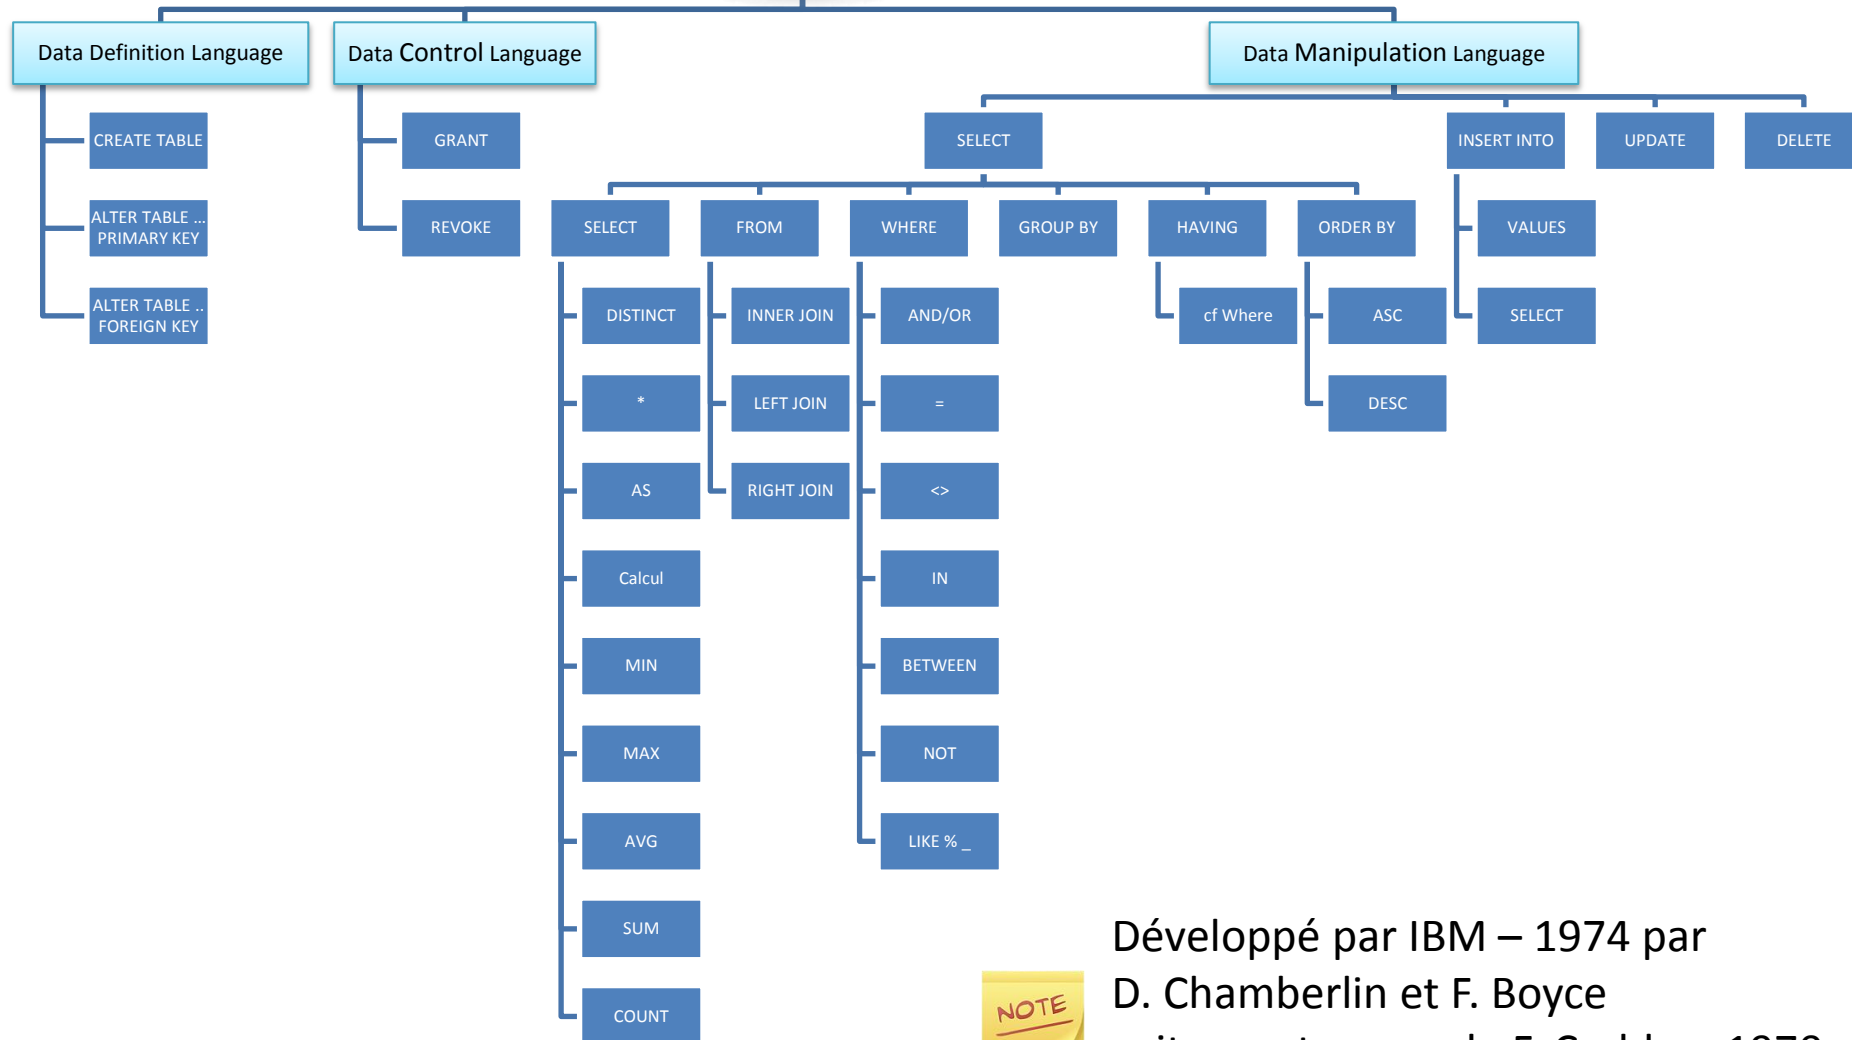 Data Definition Language
Data Control Language
Data Manipulation Language
CREATE TABLE
ALTER TABLE ...
PRIMARY KEY
ALTER TABLE ..
FOREIGN KEY
GRANT
REVOKE
SELECT
INSERT INTO
UPDATE
DELETE
SELECT
FROM
WHERE
GROUP BY
HAVING
ORDER BY
VALUES
SELECT
DISTINCT
*
AS
Calcul
MIN
MAX
AVG
SUM
COUNT
INNER JOIN
LEFT JOIN
RIGHT JOIN
AND/OR
=
<>
IN
BETWEEN
NOT
LIKE % _
cf Where
ASC
DESC
NOTE
Développé par IBM – 1974 par
D. Chamberlin et F. Boyce